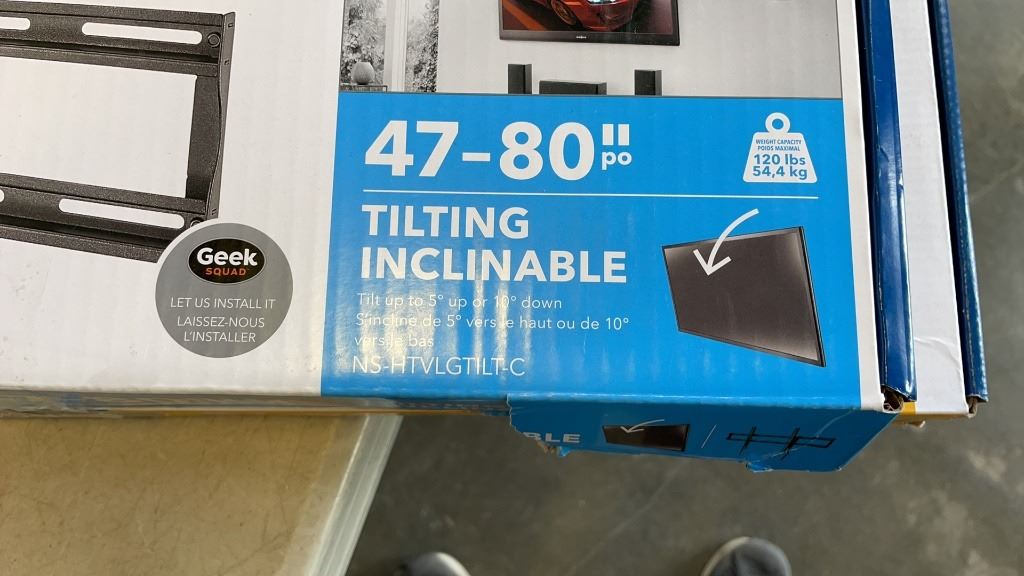 47–80"
po
WEIGHT CAPACITY
POIDS MAXIMAL
120 lbs
54,4 kg
TILTING
INCLINABLE
Tilt up to 5° up or 10° down
S'incline de 5° vers le haut ou de 10°
vers le bas
NS-HTVLGTILT-C
Geek
SQUAD
LET US INSTALL IT
LAISSEZ-NOUS
L'INSTALLER
BLE